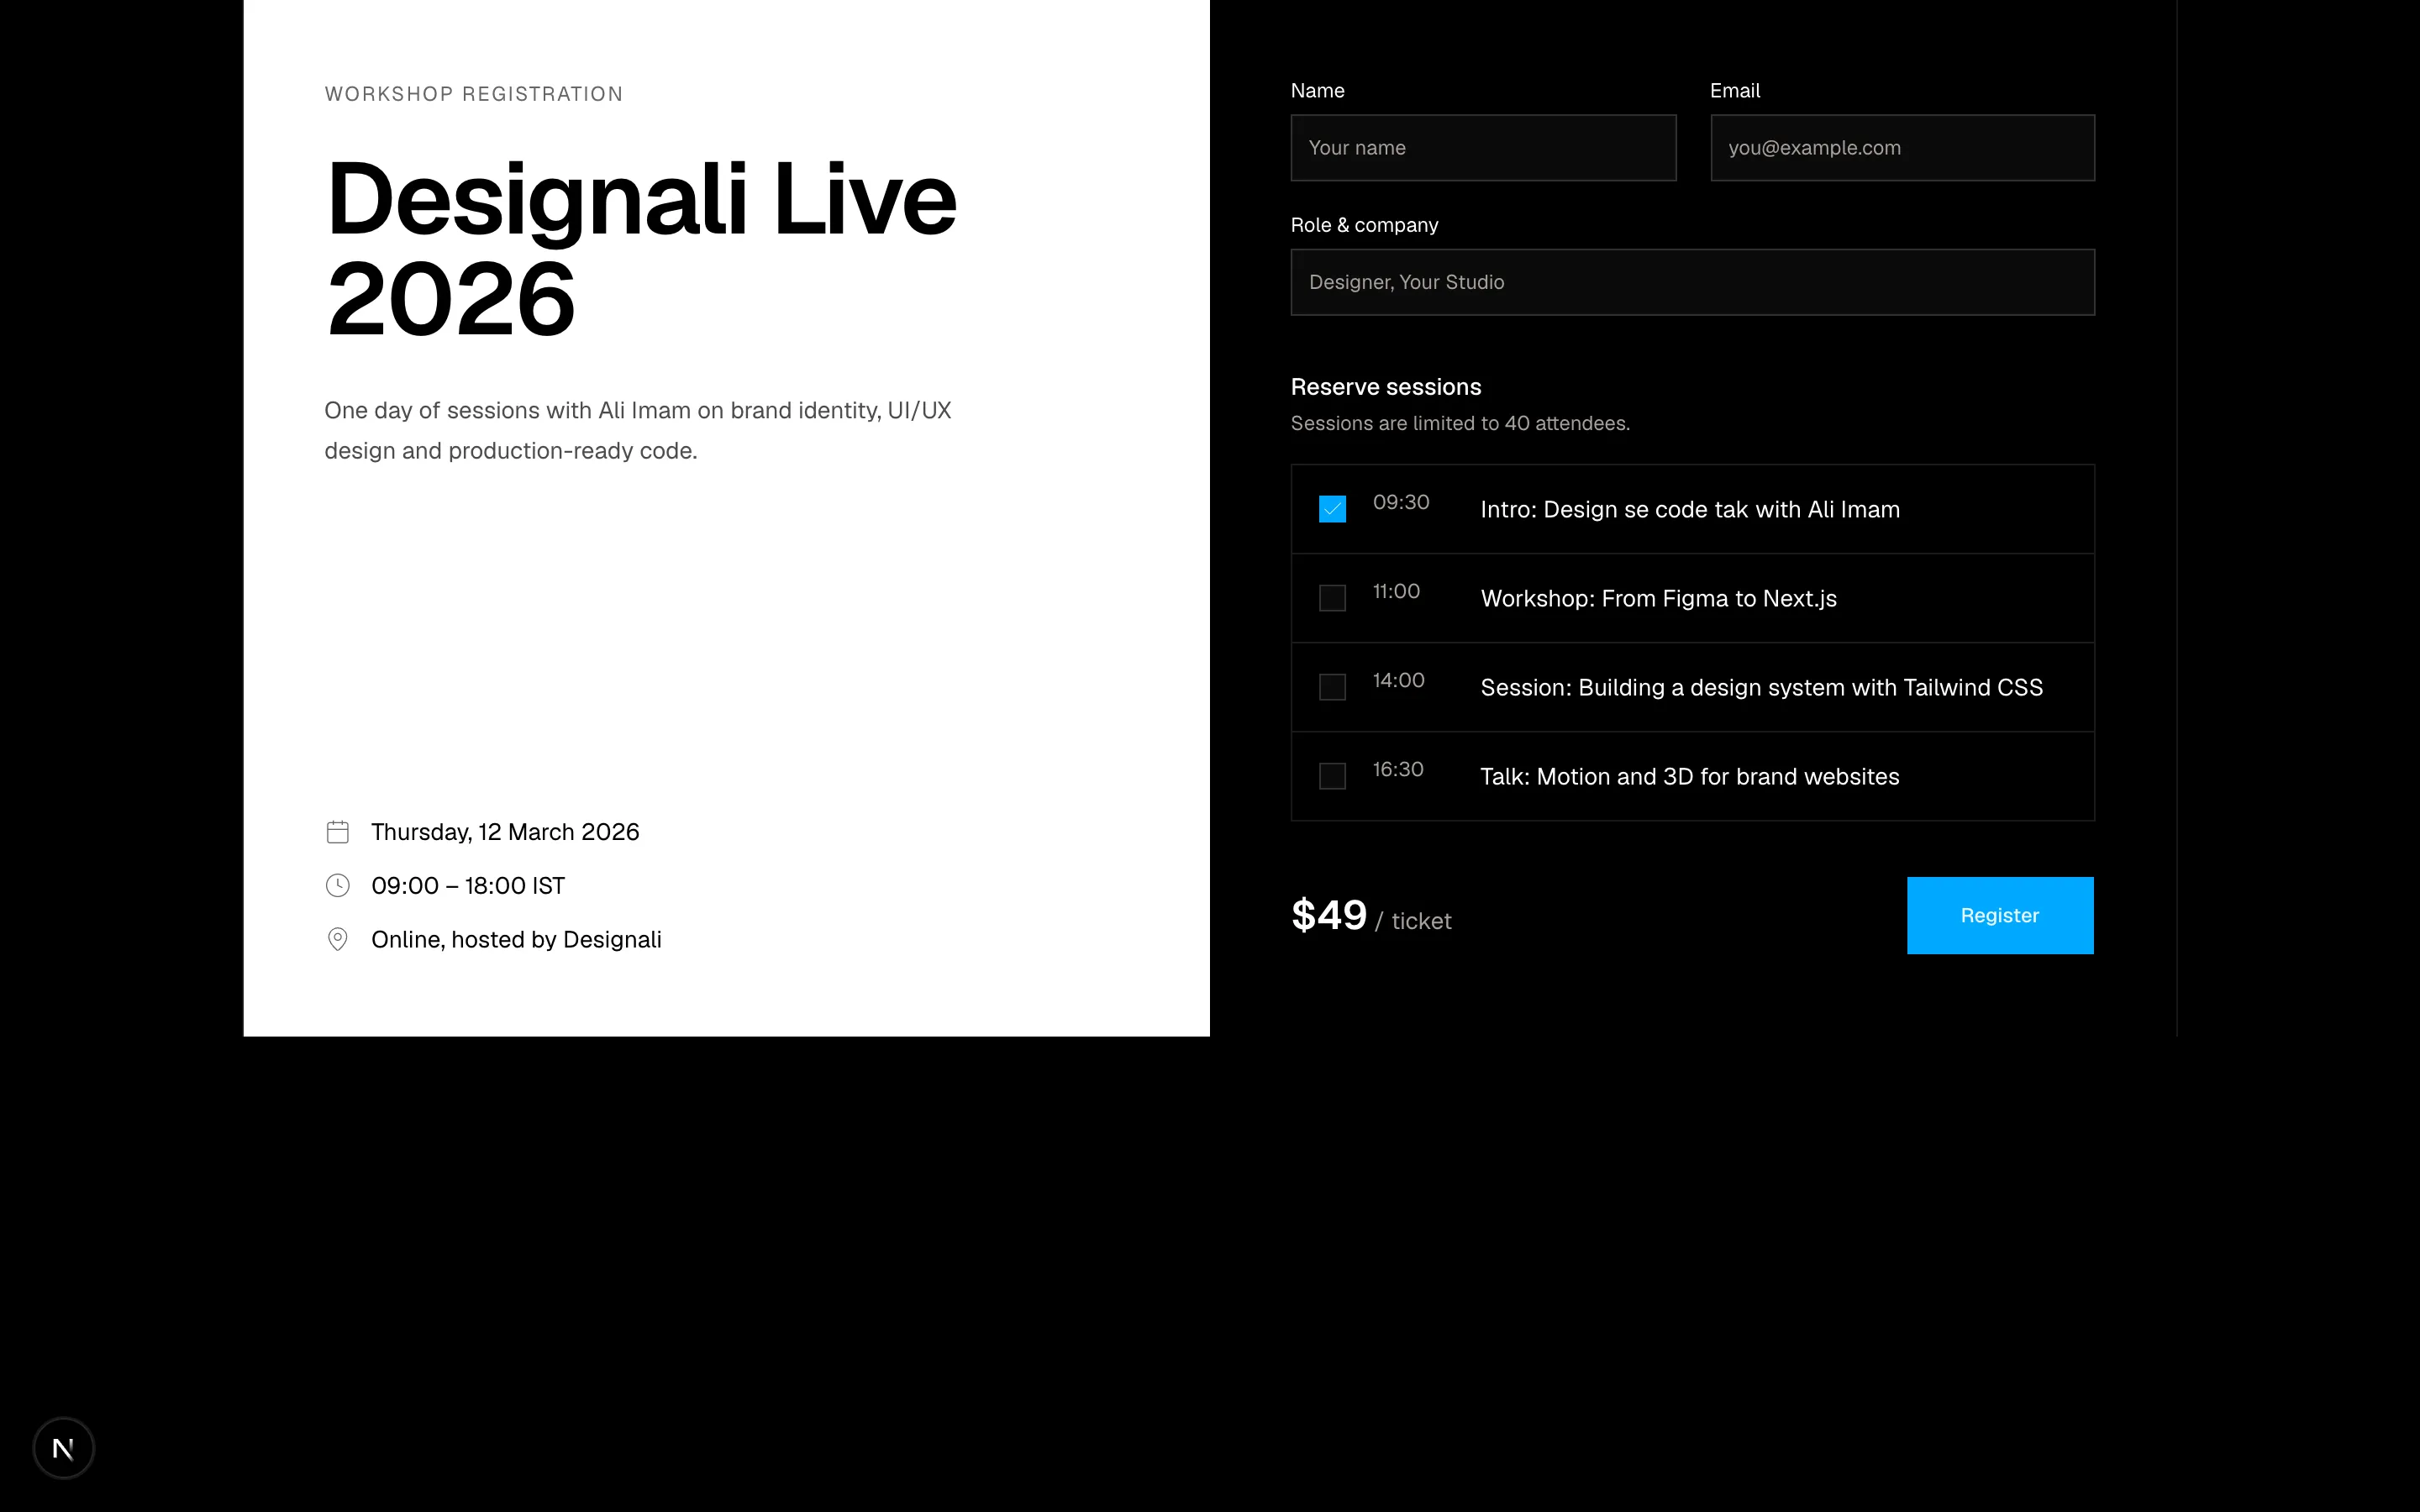 WORKSHOP REGISTRATION
Designali Live
2026
One day of sessions with Ali Imam on brand identity, UI/UX
design and production-ready code.
Thursday, 12 March 2026
09:00 – 18:00 IST
Online, hosted by Designali
Name
Email
Your name
you@example.com
Role & company
Designer, Your Studio
Reserve sessions
Sessions are limited to 40 attendees.
09:30 Intro: Design se code tak with Ali Imam
11:00 Workshop: From Figma to Next.js
14:00 Session: Building a design system with Tailwind CSS
16:30 Talk: Motion and 3D for brand websites
$49 / ticket
Register
N